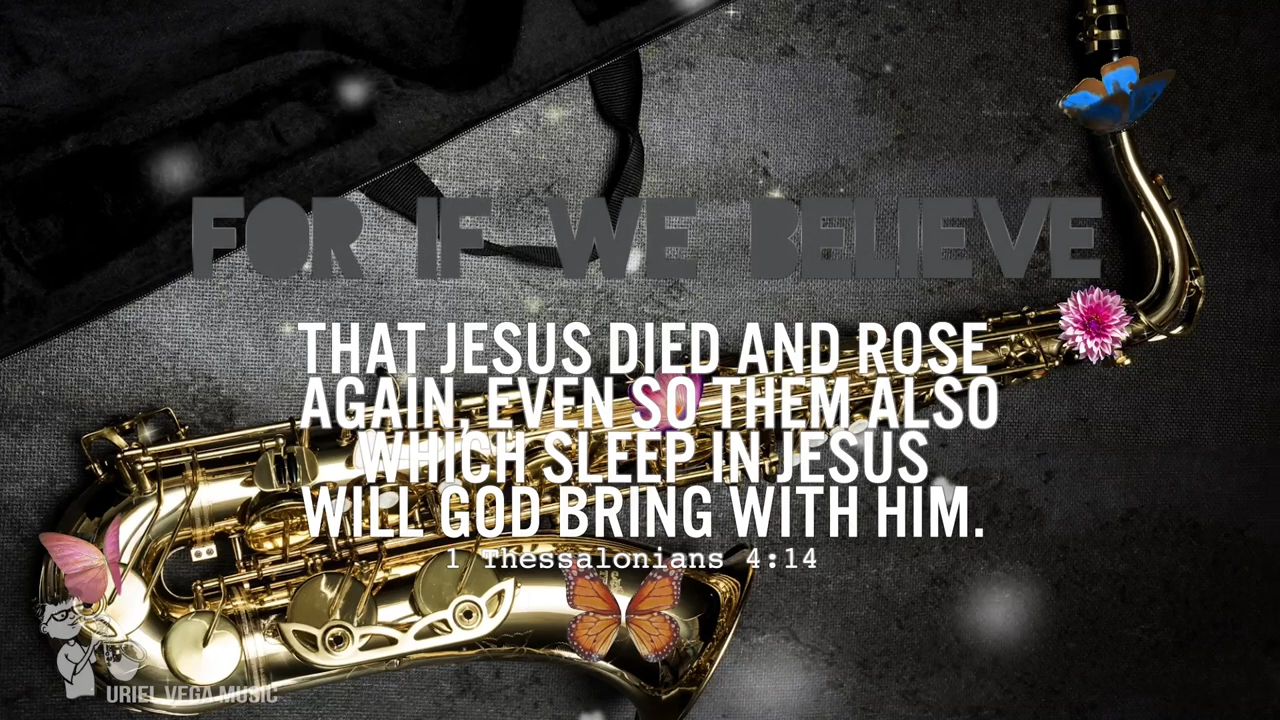 FOR IF WE BELIEVE
THAT JESUS DIED AND ROSE
AGAIN, EVEN SO THEM ALSO
WHICH SLEEP IN JESUS
WILL GOD BRING WITH HIM.
1 Thessalonians 4:14
URIEL VEGA MUSIC